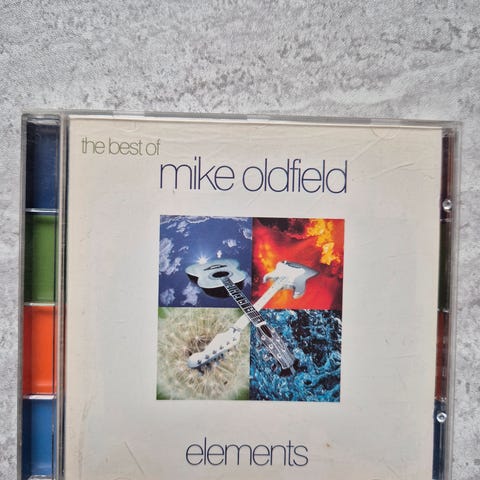 the best of
mike oldfield
elements